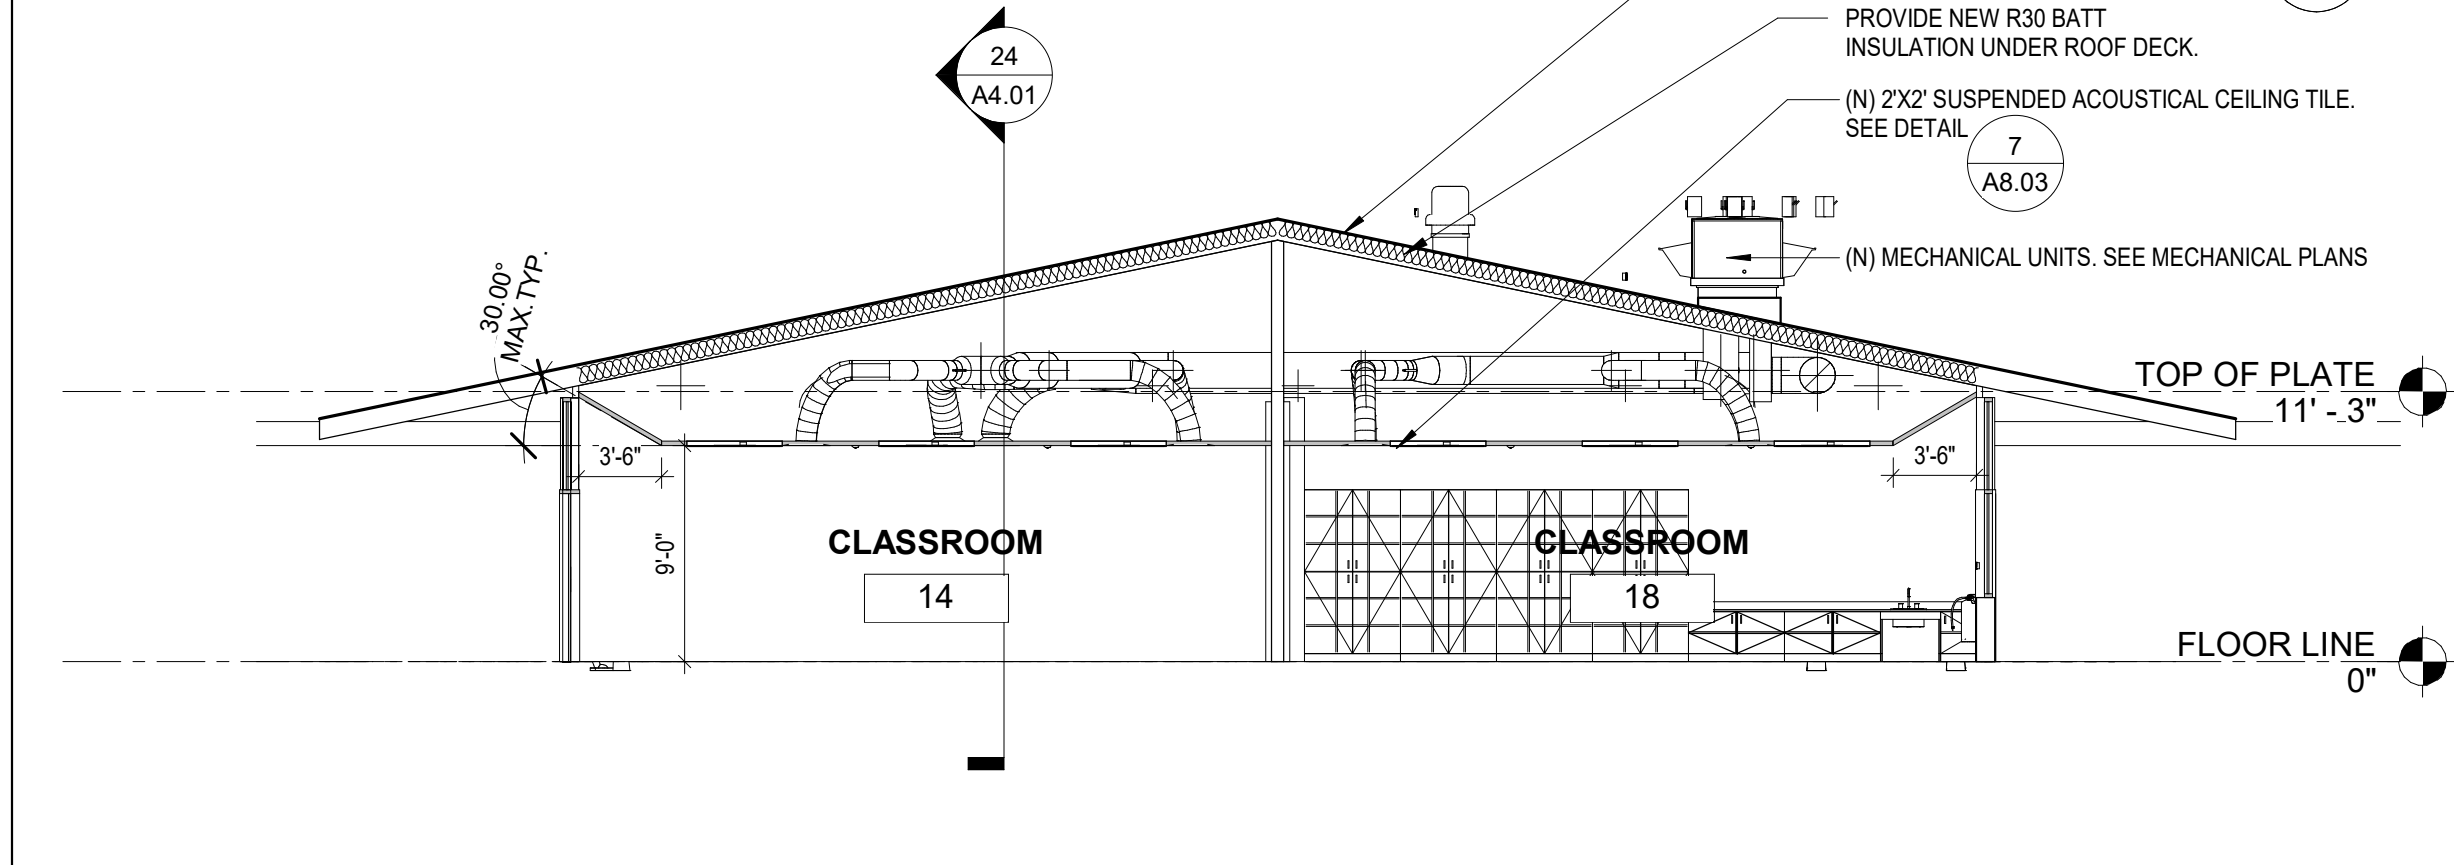 PROVIDE NEW R30 BATT
INSULATION UNDER ROOF DECK.
24
A4.01
(N) 2'X2' SUSPENDED ACOUSTICAL CEILING TILE.
SEE DETAIL
7
A8.03
(N) MECHANICAL UNITS. SEE MECHANICAL PLANS
30.00°
MAX.TYP.
TOP OF PLATE
11' - 3"
3'-6"
3'-6"
9'-0"
CLASSROOM
14
CLASSROOM
18
FLOOR LINE
0"